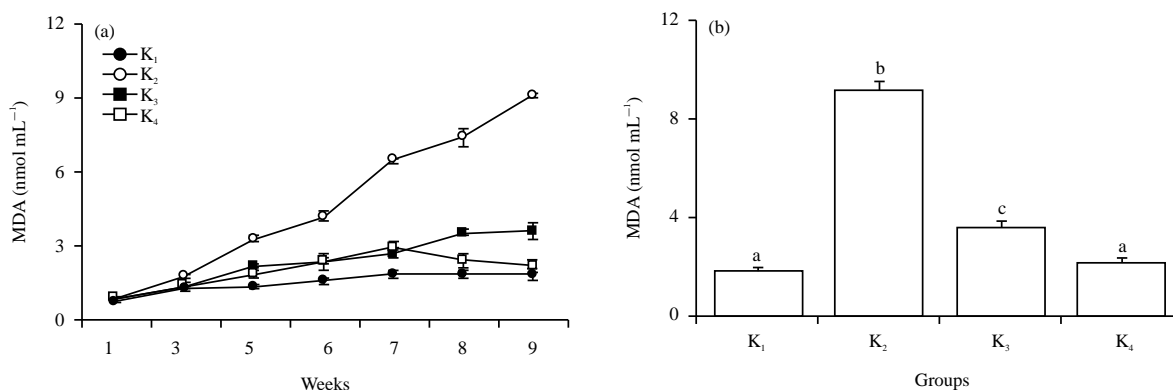 (a)
K₁
K₂
K₃
K₄
MDA (nmol mL⁻¹)
12
9
6
3
0
1 3 5 6 7 8 9
Weeks
(b)
MDA (nmol mL⁻¹)
12
8
4
0
a
b
c
a
K₁ K₂ K₃ K₄
Groups